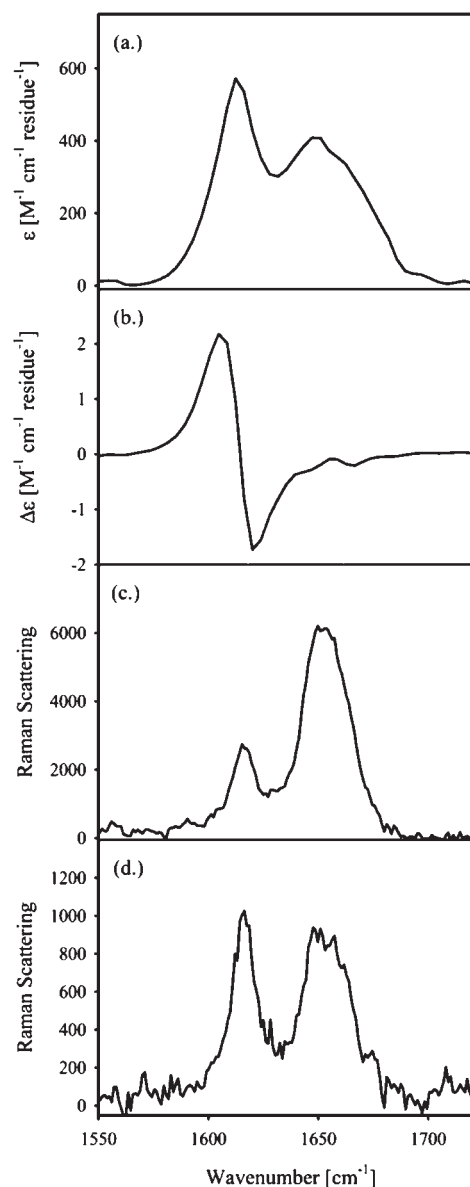 (a.)
600
400
200
0
ε [M⁻¹ cm⁻¹ residue⁻¹]
(b.)
2
1
0
-1
-2
Δε [M⁻¹ cm⁻¹ residue⁻¹]
(c.)
6000
4000
2000
0
Raman Scattering
(d.)
1200
1000
800
600
400
200
0
Raman Scattering
1550 1600 1650 1700
Wavenumber [cm⁻¹]